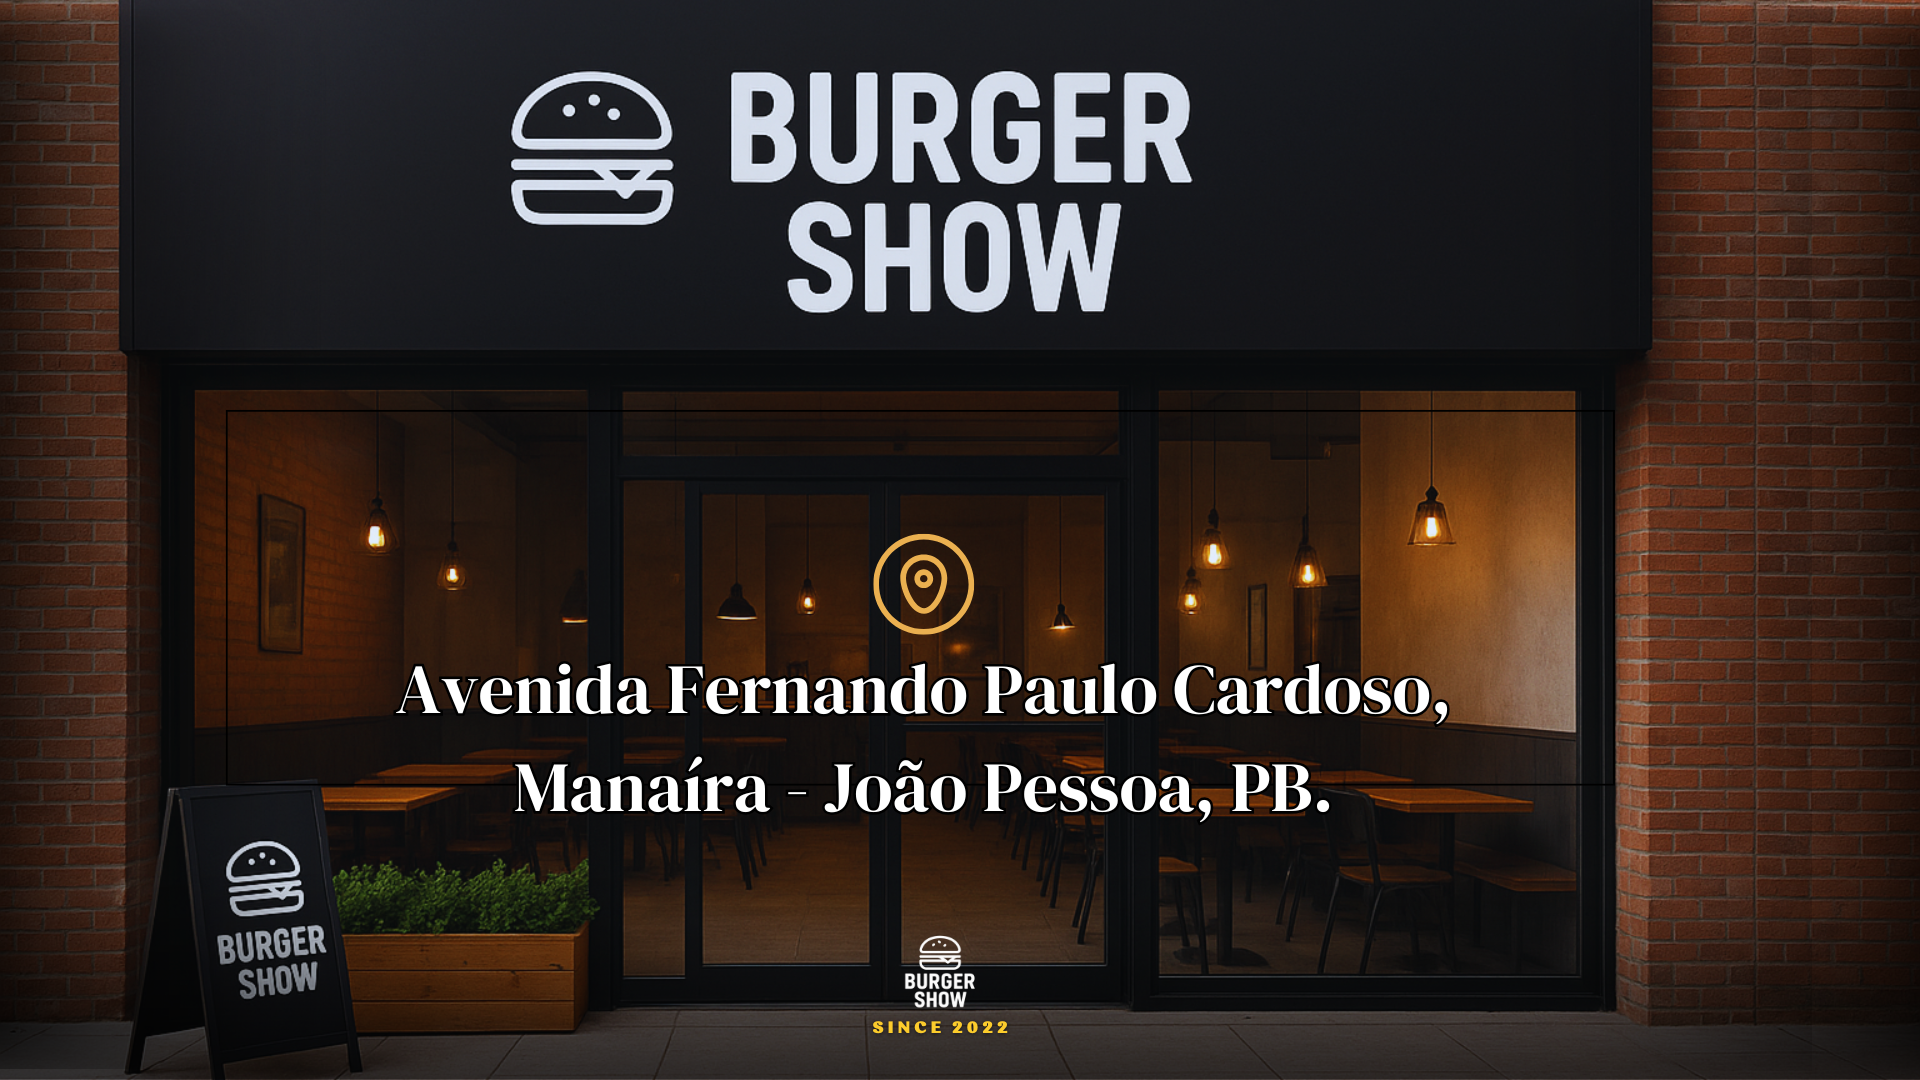 BURGER
SHOW
Avenida Fernando Paulo Cardoso,
Manaíra - João Pessoa, PB.
BURGER
SHOW
BURGER
SHOW
SINCE 2022